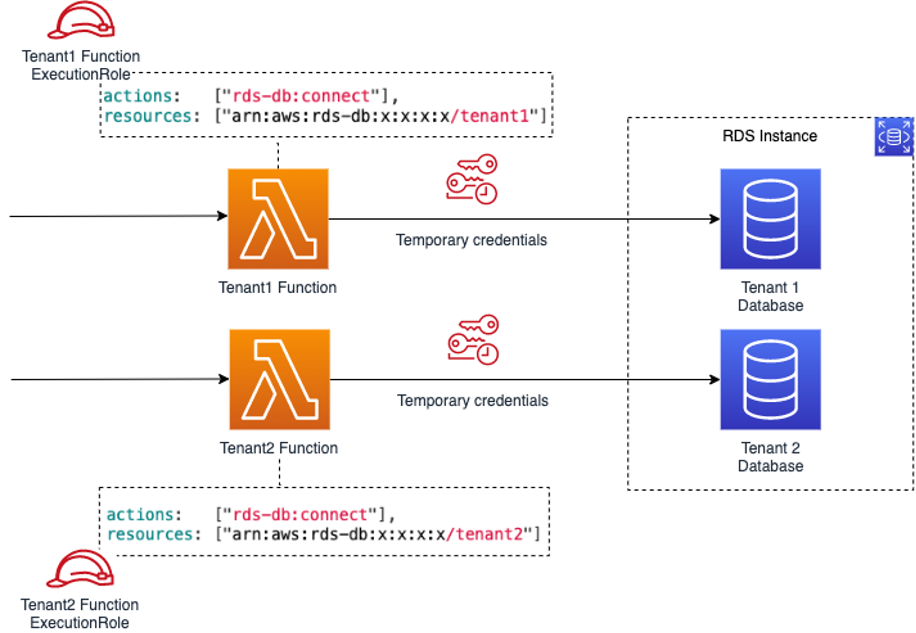 Tenant1 Function
ExecutionRole
actions: ["rds-db:connect"],
resources: ["arn:aws:rds-db:x:x:x:x/tenant1"]
RDS Instance
Temporary credentials
Tenant1 Function
Tenant 1
Database
Temporary credentials
Tenant2 Function
Tenant 2
Database
actions: ["rds-db:connect"],
resources: ["arn:aws:rds-db:x:x:x:x/tenant2"]
Tenant2 Function
ExecutionRole